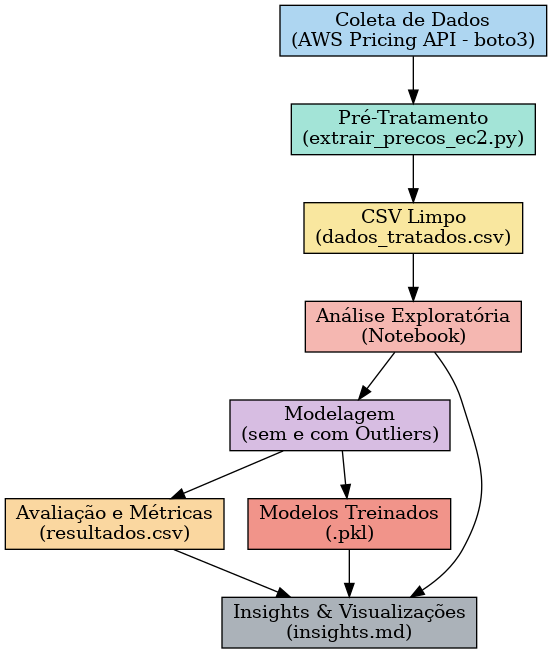 Coleta de Dados
(AWS Pricing API - boto3)
Pré-Tratamento
(extrair_precos_ec2.py)
CSV Limpo
(dados_tratados.csv)
Análise Exploratória
(Notebook)
Modelagem
(sem e com Outliers)
Avaliação e Métricas
(resultados.csv)
Modelos Treinados
(.pkl)
Insights & Visualizações
(insights.md)